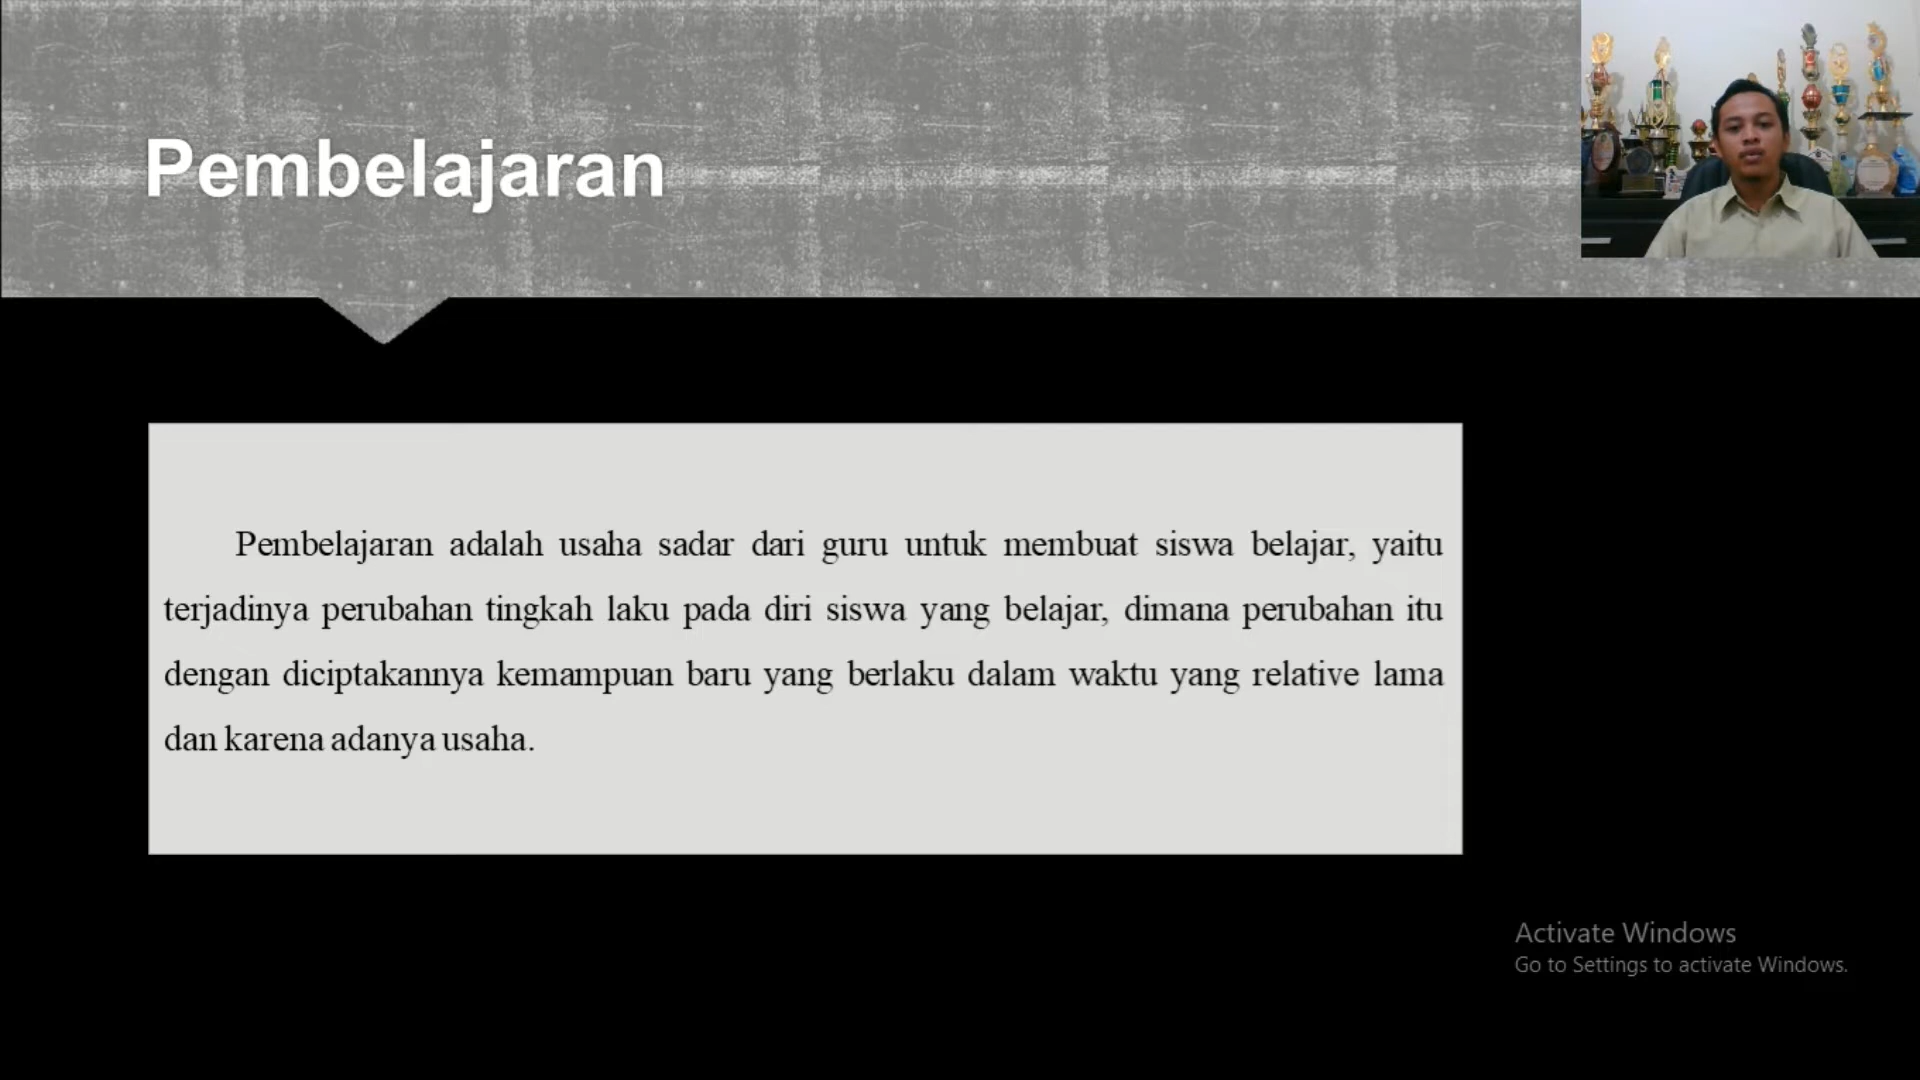 Pembelajaran
Pembelajaran adalah usaha sadar dari guru untuk membuat siswa belajar, yaitu
terjadinya perubahan tingkah laku pada diri siswa yang belajar, dimana perubahan itu
dengan diciptakannya kemampuan baru yang berlaku dalam waktu yang relative lama
dan karena adanya usaha.
Activate Windows
Go to Settings to activate Windows.